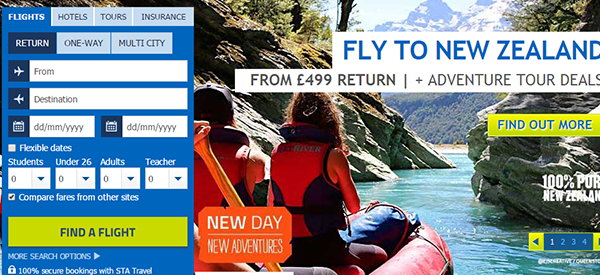 FLIGHTS HOTELS TOURS INSURANCE
RETURN ONE-WAY MULTI CITY
From
Destination
dd/mm/yyyy dd/mm/yyyy
Flexible dates
Students Under 26 Adults Teacher
0 0 0 0
Compare fares from other sites
FIND A FLIGHT
MORE SEARCH OPTIONS
100% secure bookings with STA Travel
FLY TO NEW ZEALAND
FROM £499 RETURN | + ADVENTURE TOUR DEALS
FIND OUT MORE
RIVER
100% PUR
NEW ZEALAN
NEW DAY
NEW ADVENTURES
1 2 3 4